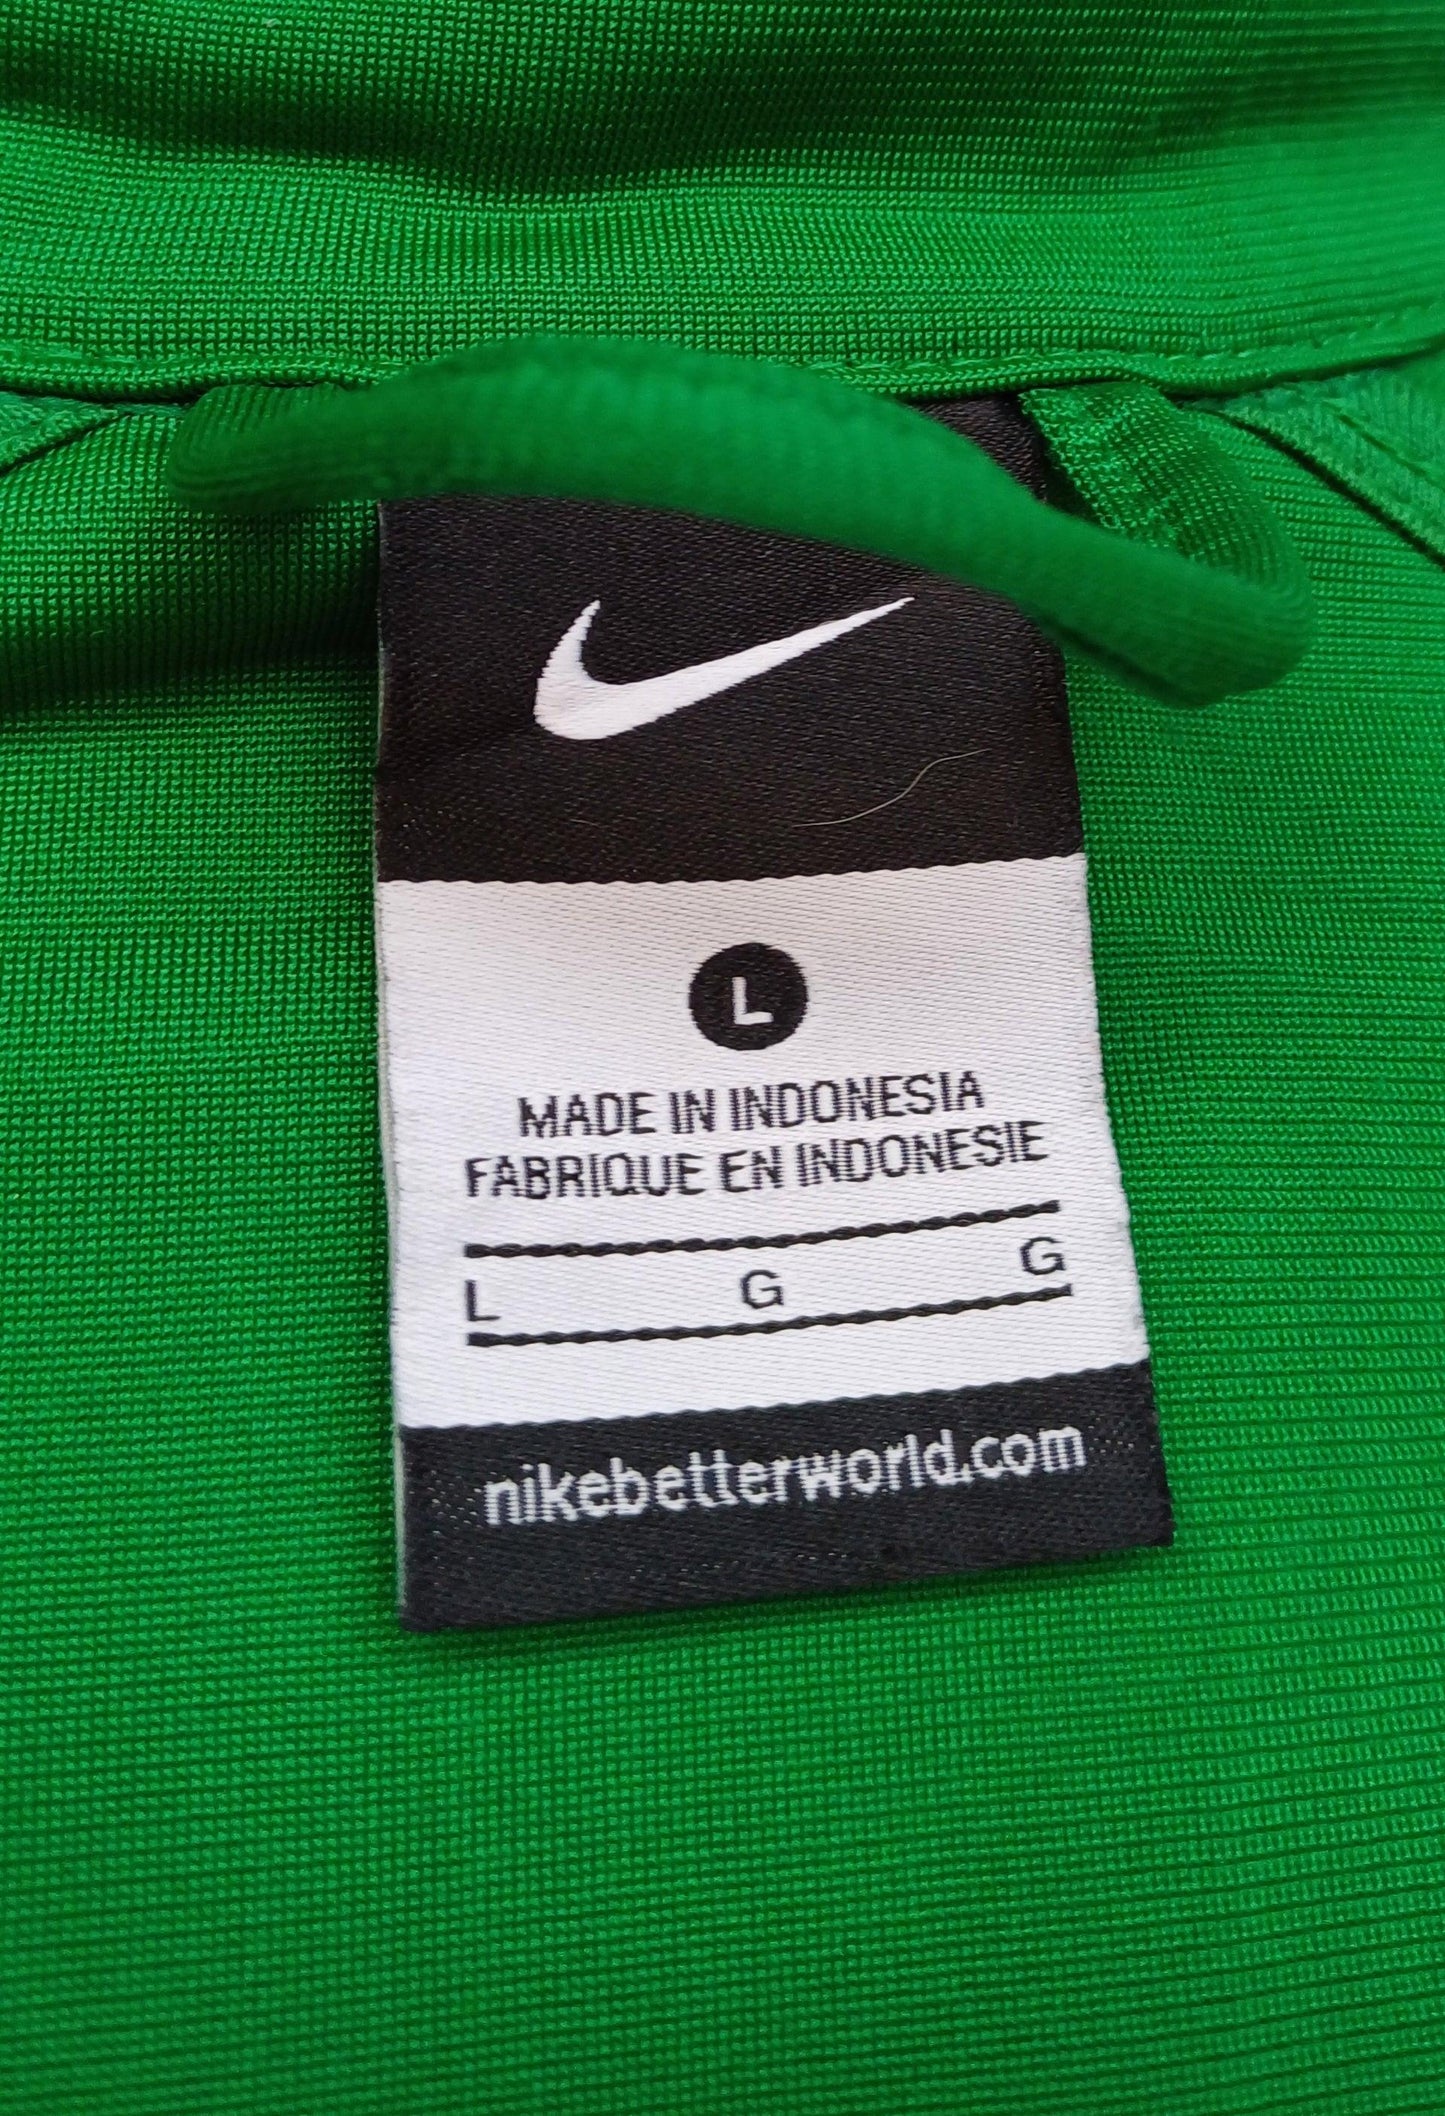 L
MADE IN INDONESIA
FABRIQUE EN INDONESIE
L G G
nikebetterworld.com